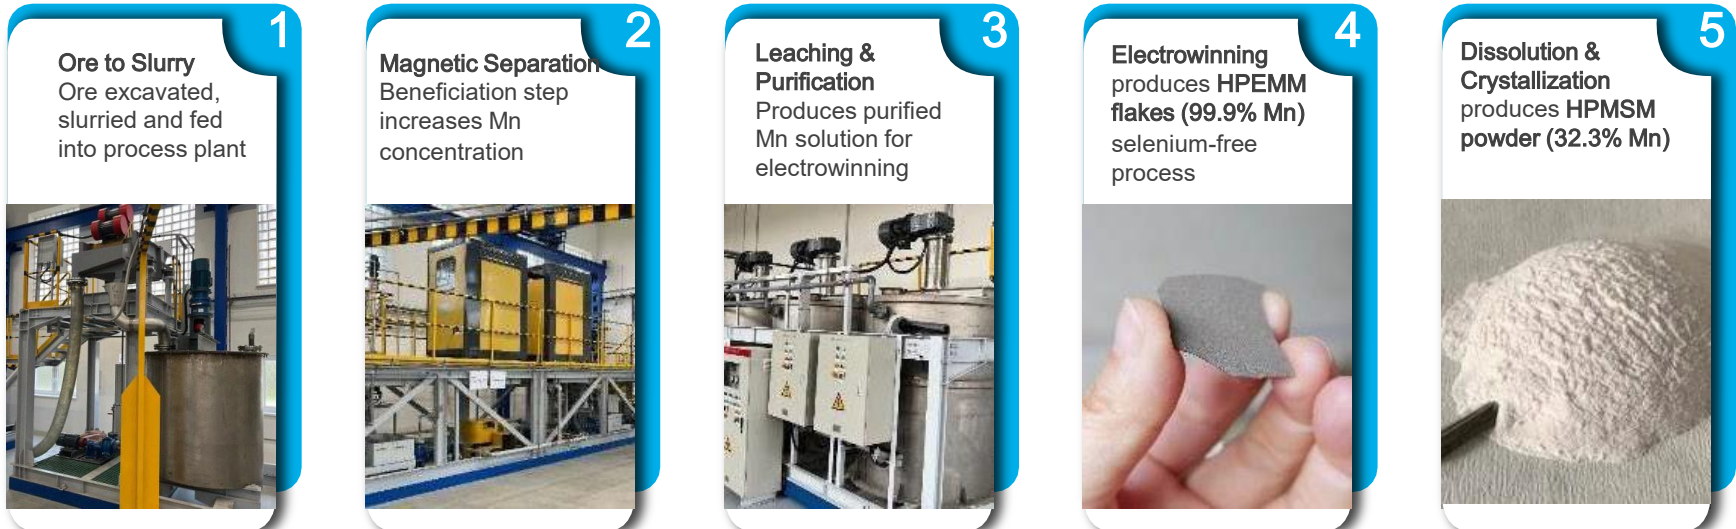 1
Ore to Slurry
Ore excavated,
slurried and fed
into process plant
2
Magnetic Separation
Beneficiation step
increases Mn
concentration
3
Leaching &
Purification
Produces purified
Mn solution for
electrowinning
4
Electrowinning
produces HPEMM
flakes (99.9% Mn)
selenium-free
process
5
Dissolution &
Crystallization
produces HPMSM
powder (32.3% Mn)